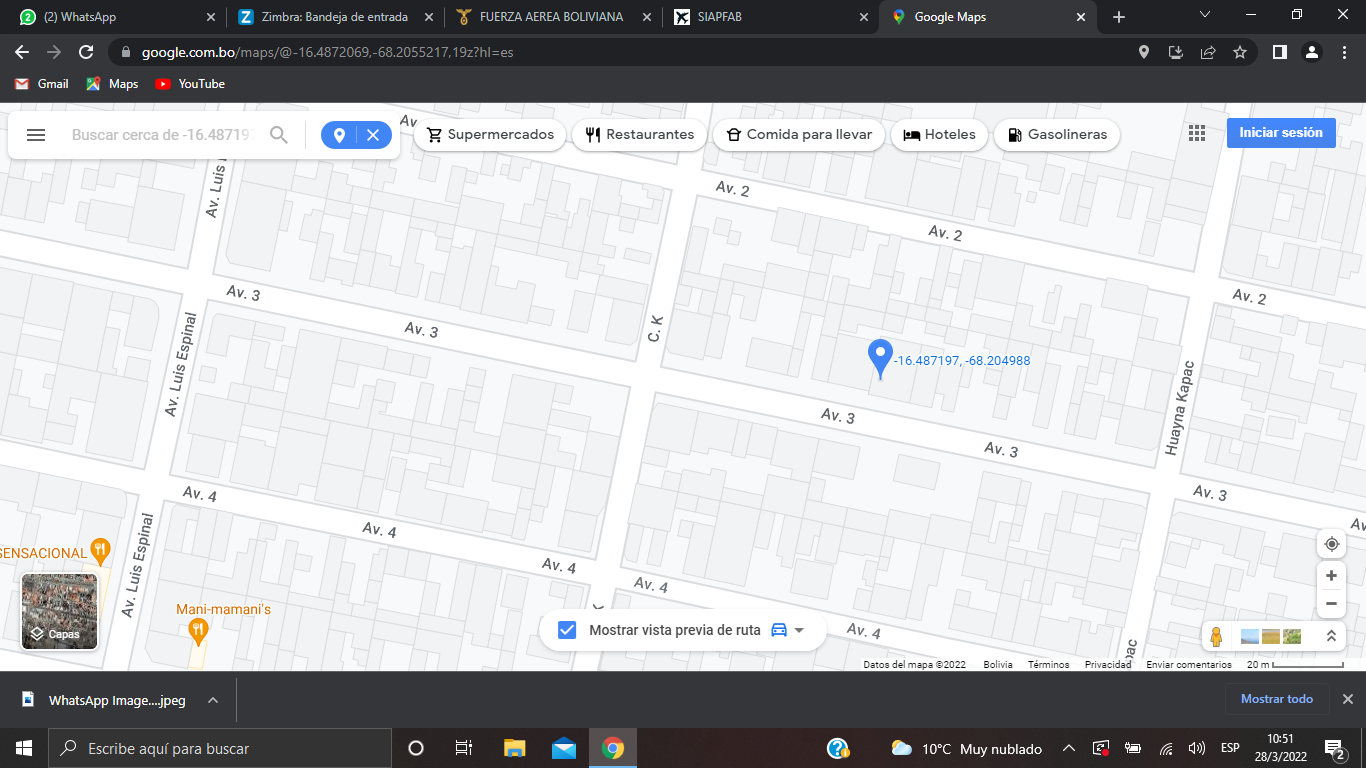 (2) WhatsApp
Zimbra: Bandeja de entrada
FUERZA AEREA BOLIVIANA
SIAPFAB
Google Maps
google.com.bo/maps/@-16.4872069,-68.2055217,19z?hl=es
Gmail
Maps
YouTube
Buscar cerca de -16.487197
Supermercados
Restaurantes
Comida para llevar
Hoteles
Gasolineras
Iniciar sesión
Av.
Av. Luis
Av. 2
Av. 2
Av. 2
Av. 3
Av. 3
C. K
Av. Luis Espinal
-16.487197, -68.204988
Huayna Kapac
Av. 3
Av. 3
Av. 3
Av.
Av. 4
Av. 4
Av. 4
Av. 4
Av. 4
Av. Luis Espinal
SENSACIONAL
Mani-mamani's
K
pac
Capas
Mostrar vista previa de ruta
Datos del mapa ©2022
Bolivia
Términos
Privacidad
Enviar comentarios
20 m
WhatsApp Image....jpeg
Mostrar todo
Escribe aquí para buscar
10°C Muy nublado
ESP
10:51
28/3/2022
2